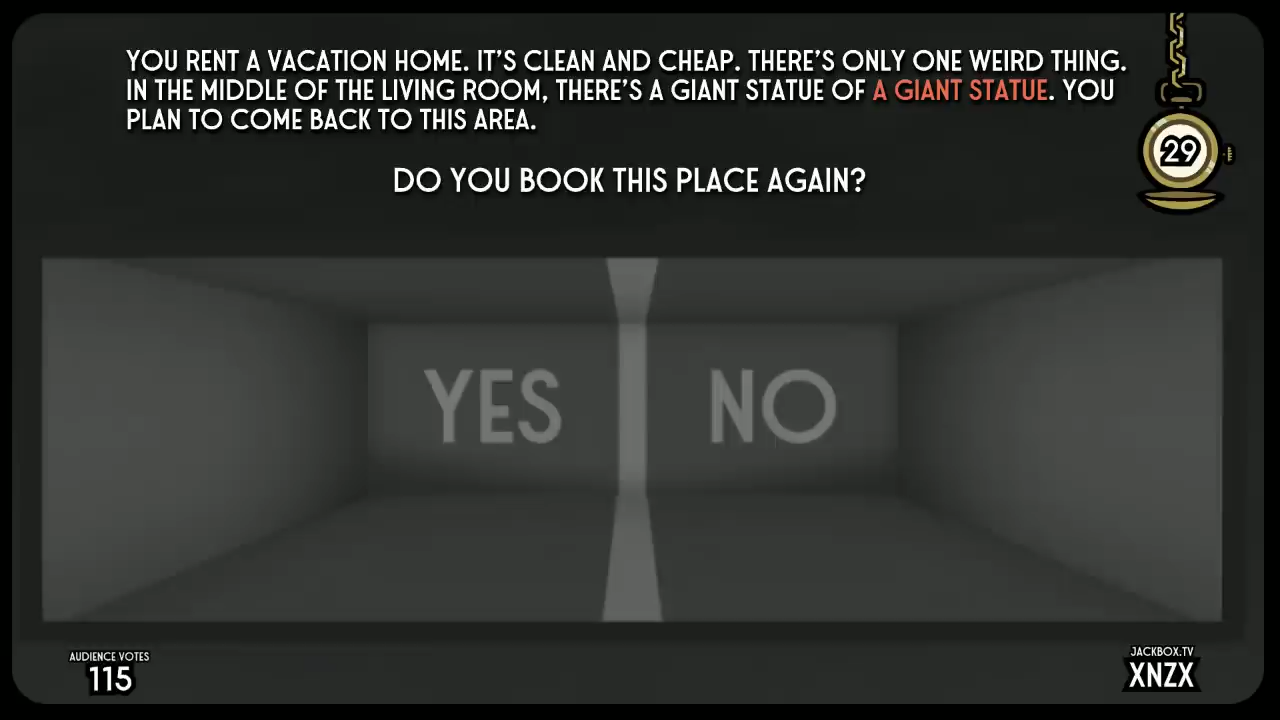 YOU RENT A VACATION HOME. IT'S CLEAN AND CHEAP. THERE'S ONLY ONE WEIRD THING.
IN THE MIDDLE OF THE LIVING ROOM, THERE'S A GIANT STATUE OF A GIANT STATUE. YOU
PLAN TO COME BACK TO THIS AREA.
29
DO YOU BOOK THIS PLACE AGAIN?
YES NO
AUDIENCE VOTES
115
JACKBOX.TV
XNZX